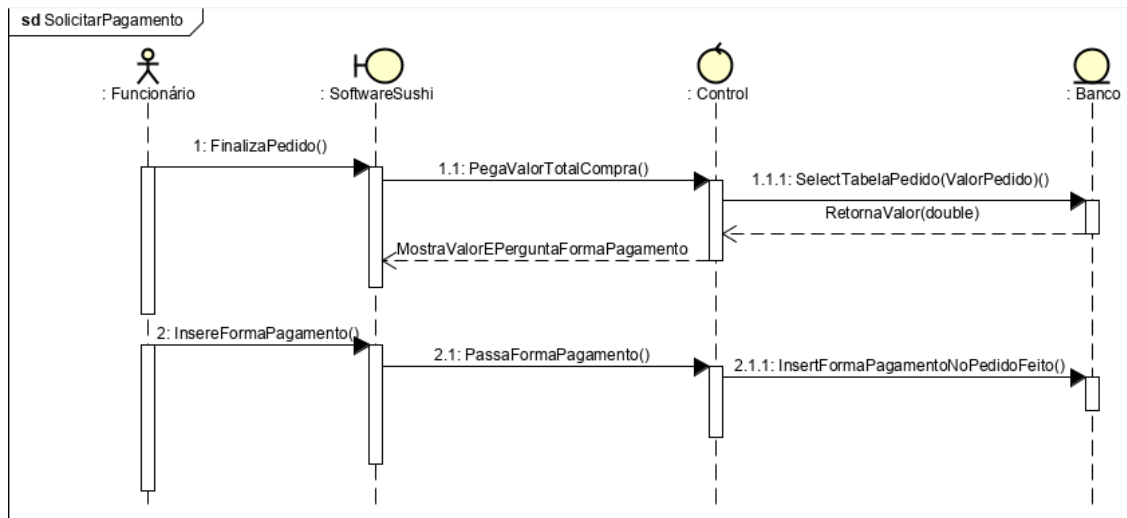 sd SolicitarPagamento
: Funcionário
: SoftwareSushi
: Control
: Banco
1: FinalizaPedido()
1.1: PegaValorTotalCompra()
1.1.1: SelectTabelaPedido(ValorPedido)()
RetornaValor(double)
MostraValorEPerguntaFormaPagamento
2: InsereFormaPagamento()
2.1: PassaFormaPagamento()
2.1.1: InsertFormaPagamentoNoPedidoFeito()